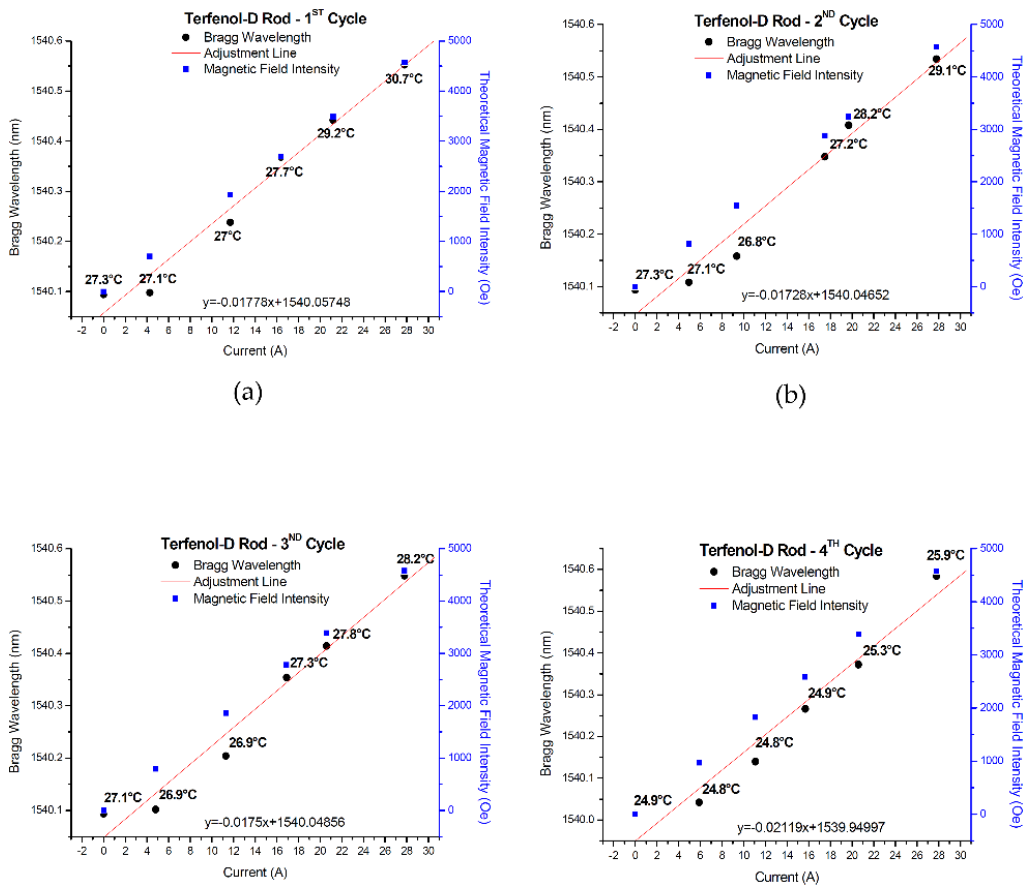 Terfenol-D Rod - 1ST Cycle
Bragg Wavelength
Adjustment Line
Magnetic Field Intensity
1540.6
1540.5
1540.4
1540.3
1540.2
1540.1
Bragg Wavelength (nm)
5000
4000
3000
2000
1000
0
Theoretical Magnetic Field Intensity (Oe)
30.7°C
29.2°C
27.7°C
27°C
27.3°C
27.1°C
y=-0.01778x+1540.05748
-2 0 2 4 6 8 10 12 14 16 18 20 22 24 26 28 30
Current (A)
(a)
Terfenol-D Rod - 2ND Cycle
Bragg Wavelength
Adjustment Line
Magnetic Field Intensity
1540.6
1540.5
1540.4
1540.3
1540.2
1540.1
Bragg Wavelength (nm)
5000
4000
3000
2000
1000
0
Theoretical Magnetic Field Intensity (Oe)
29.1°C
28.2°C
27.2°C
26.8°C
27.3°C
27.1°C
y=-0.01728x+1540.04652
-2 0 2 4 6 8 10 12 14 16 18 20 22 24 26 28 30
Current (A)
(b)
Terfenol-D Rod - 3ND Cycle
Bragg Wavelength
Adjustment Line
Magnetic Field Intensity
1540.6
1540.5
1540.4
1540.3
1540.2
1540.1
Bragg Wavelength (nm)
5000
4000
3000
2000
1000
0
Theoretical Magnetic Field Intensity (Oe)
28.2°C
27.8°C
27.3°C
26.9°C
27.1°C
26.9°C
y=-0.0175x+1540.04856
-2 0 2 4 6 8 10 12 14 16 18 20 22 24 26 28 30
Current (A)
Terfenol-D Rod - 4TH Cycle
Bragg Wavelength
Adjustment Line
Magnetic Field Intensity
1540.6
1540.5
1540.4
1540.3
1540.2
1540.1
1540.0
Bragg Wavelength (nm)
5000
4000
3000
2000
1000
0
Theoretical Magnetic Field Intensity (Oe)
25.9°C
25.3°C
24.9°C
24.8°C
24.9°C
24.8°C
y=-0.02119x+1539.94997
-2 0 2 4 6 8 10 12 14 16 18 20 22 24 26 28 30
Current (A)